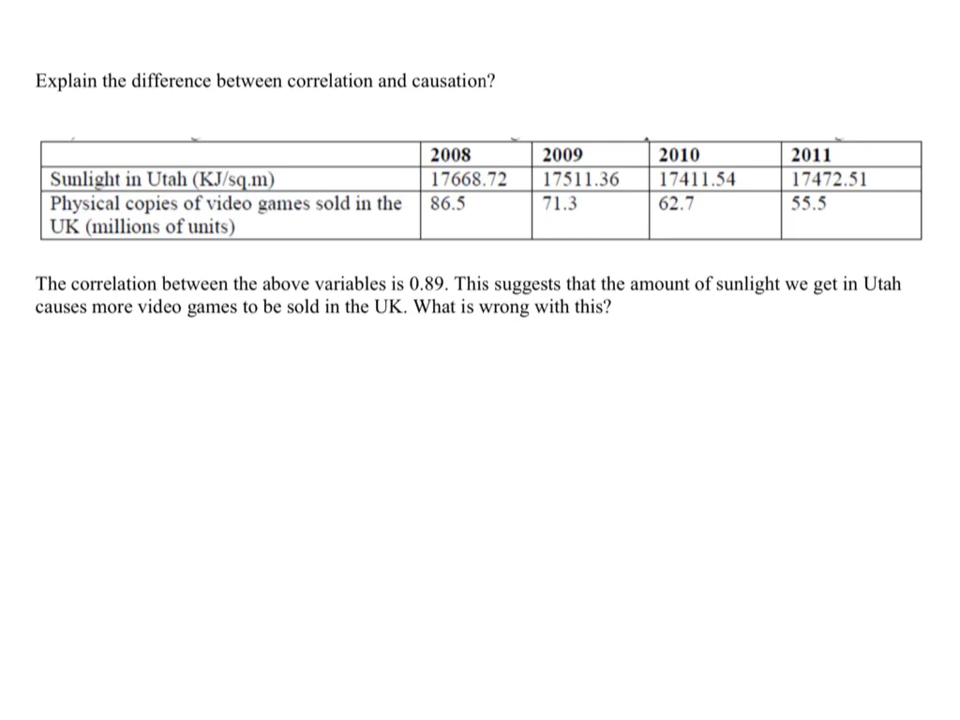 Explain the difference between correlation and causation?
2008 2009 2010 2011
Sunlight in Utah (KJ/sq.m) 17668.72 17511.36 17411.54 17472.51
Physical copies of video games sold in the 86.5 71.3 62.7 55.5
UK (millions of units)
The correlation between the above variables is 0.89. This suggests that the amount of sunlight we get in Utah
causes more video games to be sold in the UK. What is wrong with this?